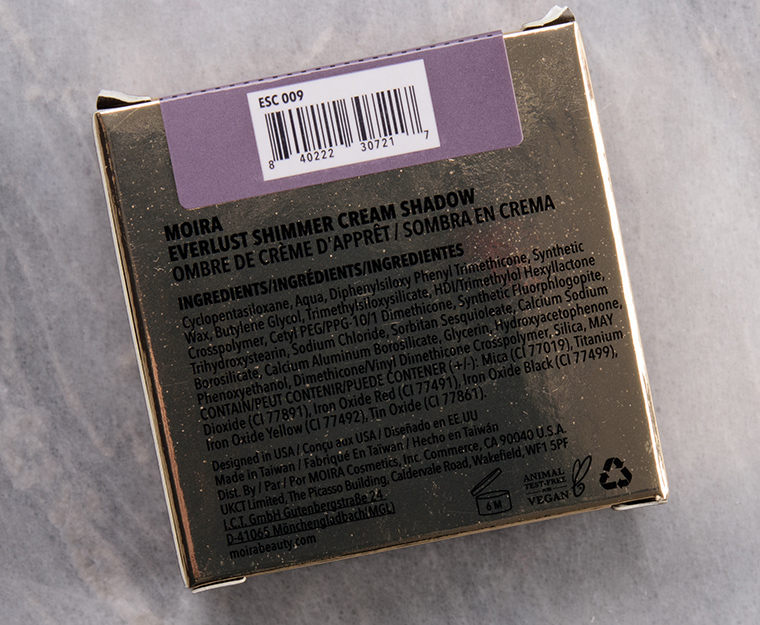 ESC 009
8 40222 30721 7
MOIRA
EVERLUST SHIMMER CREAM SHADOW
OMBRE DE CRÈME D'APPRÊT / SOMBRA EN CREMA
INGREDIENTS/INGRÉDIENTS/INGREDIENTES
Cyclopentasiloxane, Aqua, Diphenylsiloxy Phenyl Trimethicone, Synthetic
Wax, Butylene Glycol, Trimethylsiloxysilicate, HDI/Trimethylol Hexyllactone
Crosspolymer, Cetyl PEG/PPG-10/1 Dimethicone, Synthetic Fluorphlogopite,
Trihydroxystearin, Sodium Chloride, Sorbitan Sesquioleate, Calcium Sodium
Borosilicate, Calcium Aluminum Borosilicate, Glycerin, Hydroxyacetophenone,
Phenoxyethanol, Dimethicone/Vinyl Dimethicone Crosspolymer, Silica, MAY
CONTAIN/PEUT CONTENIR/PUEDE CONTENER (+/-): Mica (CI 77019), Titanium
Dioxide (CI 77891), Iron Oxide Red (CI 77491), Iron Oxide Black (CI 77499),
Iron Oxide Yellow (CI 77492), Tin Oxide (CI 77861).
Designed in USA / Conçu aux USA / Diseñado en EE.UU
Made in Taiwan / Fabriqué En Taïwan / Hecho en Taiwán
Dist. By / Par / Por MOIRA Cosmetics, Inc. Commerce, CA 90040 U.S.A.
UKCT Limited, The Picasso Building, Caldervale Road, Wakefield, WF1 5PF
I.C.T. GmbH Gutenbergstraße 24
D-41065 Mönchengladbach(MGL)
moirabeauty.com
6 M
ANIMAL
TEST-FREE
VEGAN